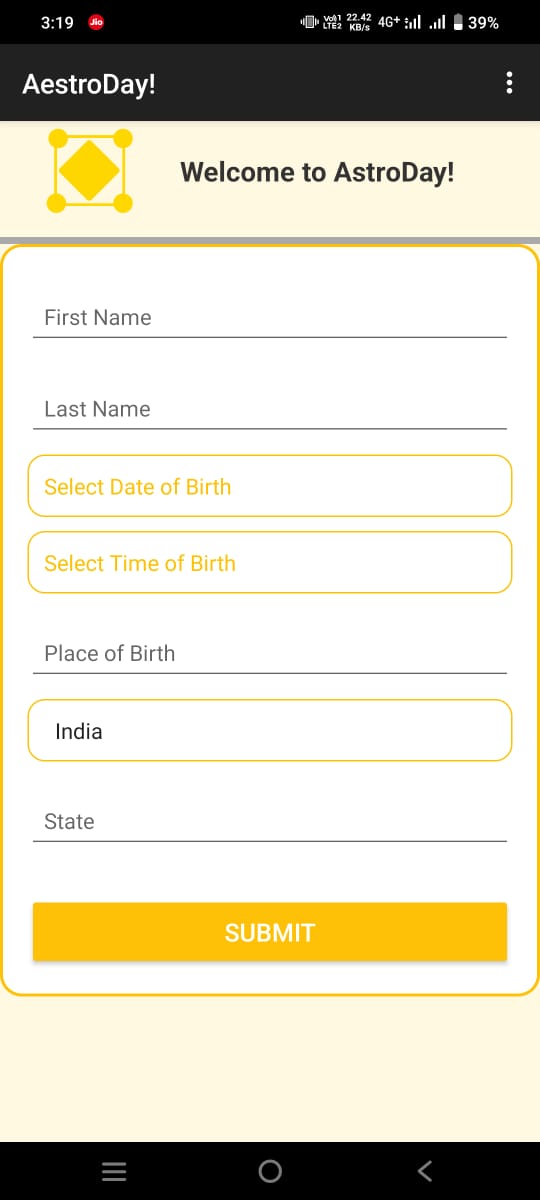 3:19 Jio Vo)) 1 LTE2 22.42 KB/s 4G+ 39%
AestroDay!
Welcome to AstroDay!
First Name
Last Name
Select Date of Birth
Select Time of Birth
Place of Birth
India
State
SUBMIT